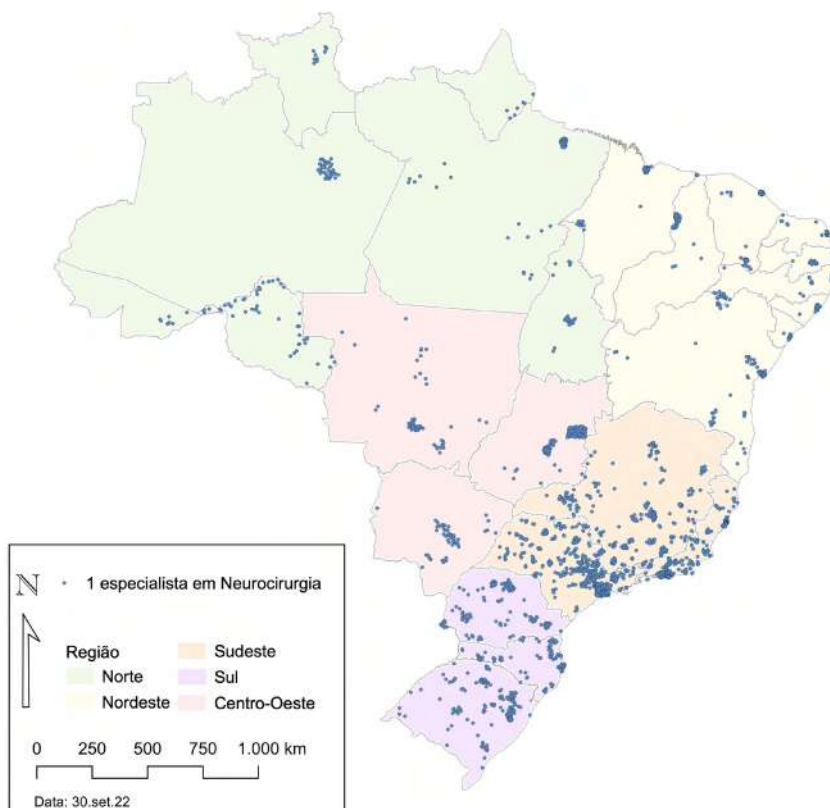 N
1 especialista em Neurocirurgia
Região
Norte
Nordeste
Sudeste
Sul
Centro-Oeste
0 250 500 750 1.000 km
Data: 30.set.22